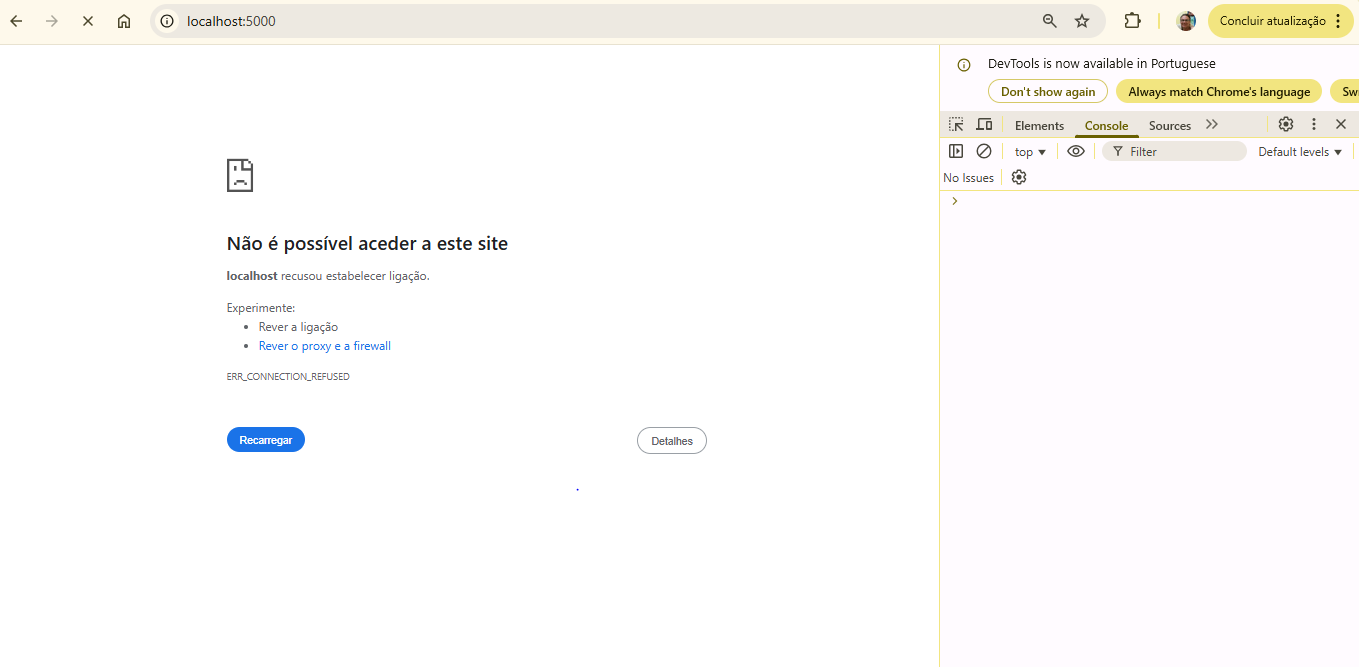 localhost:5000
Concluir atualização
DevTools is now available in Portuguese
Don't show again
Always match Chrome's language
Sw
Elements
Console
Sources
top
Filter
Default levels
No Issues
Não é possível aceder a este site
localhost recusou estabelecer ligação.
Experimente:
Rever a ligação
Rever o proxy e a firewall
ERR_CONNECTION_REFUSED
Recarregar
Detalhes